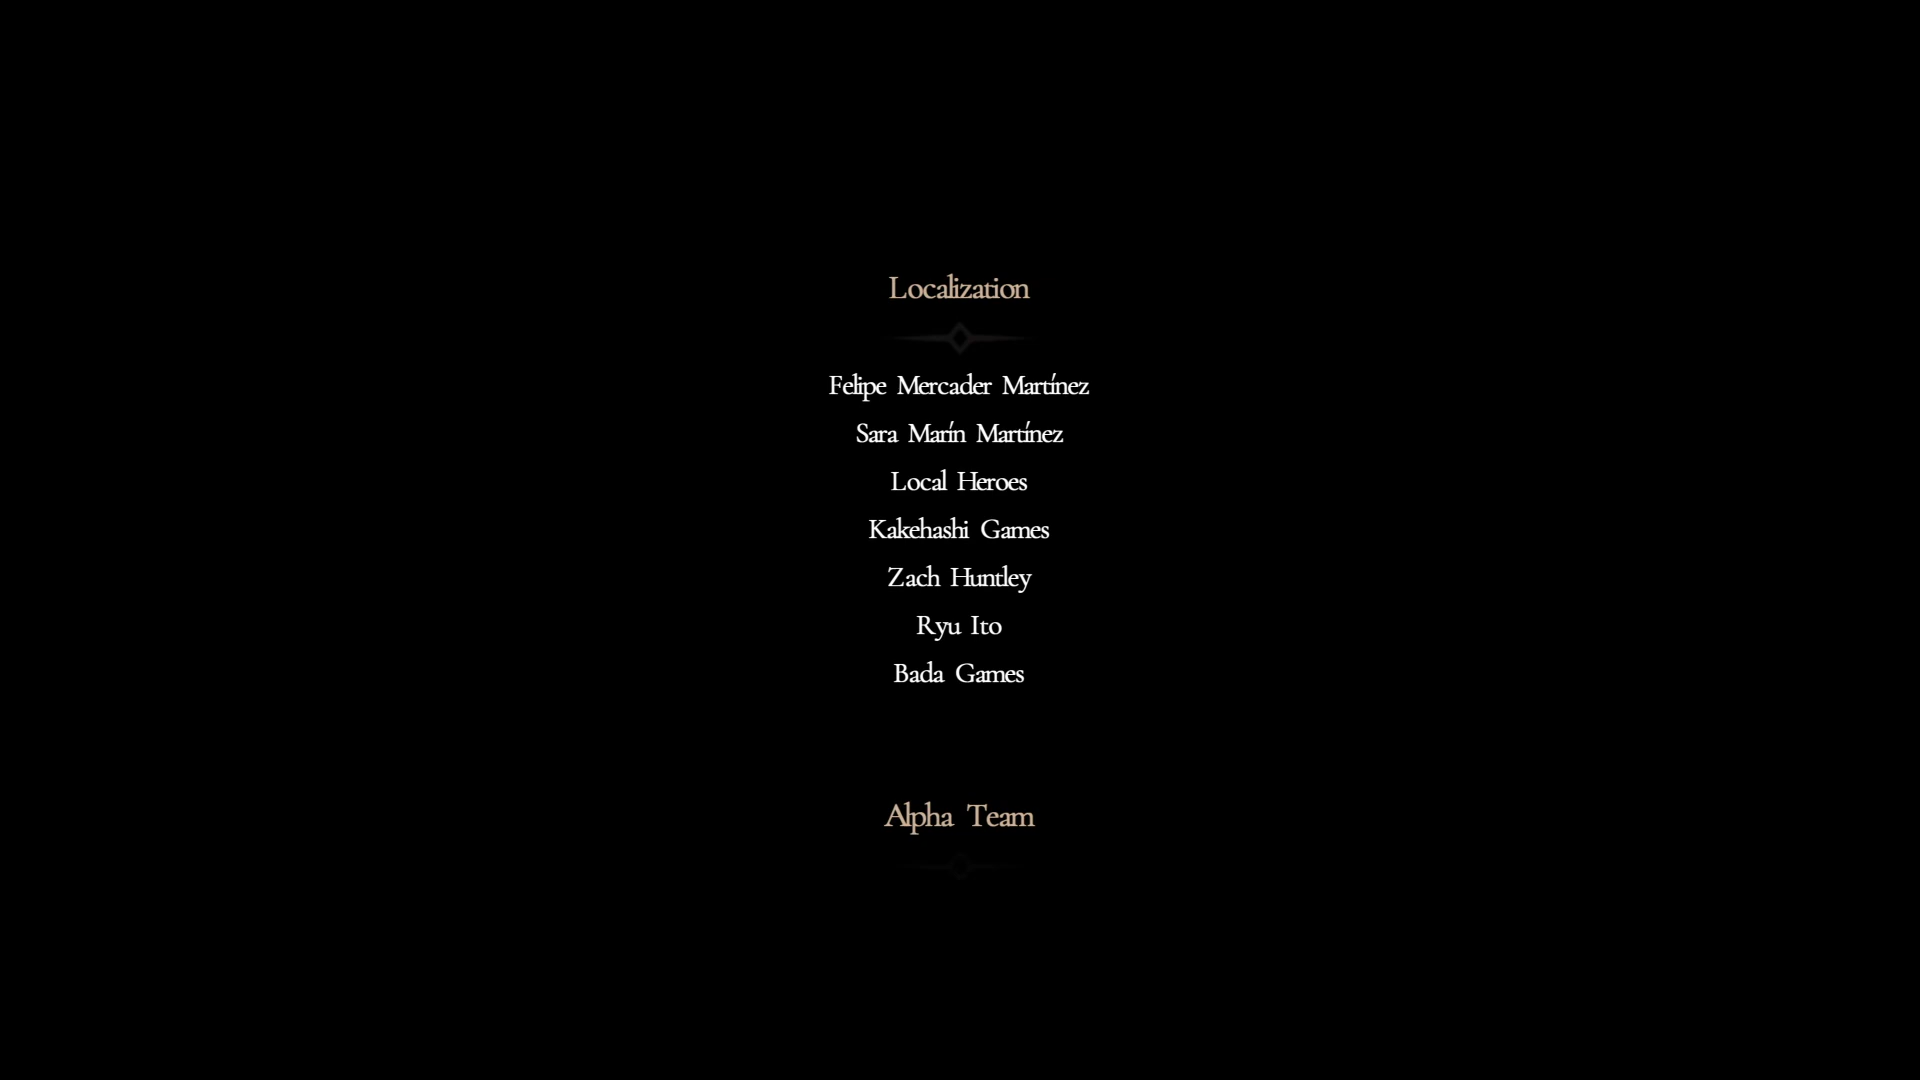 Localization
Felipe Mercader Martínez
Sara Marín Martínez
Local Heroes
Kakehashi Games
Zach Huntley
Ryu Ito
Bada Games
Alpha Team